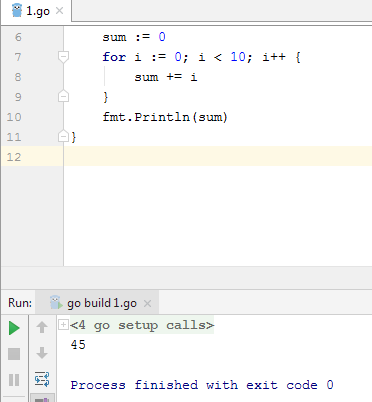 1.go
6 sum := 0
7 for i := 0; i < 10; i++ {
8 sum += i
9 }
10 fmt.Println(sum)
11 }
12
Run: go build 1.go
<4 go setup calls>
45
Process finished with exit code 0